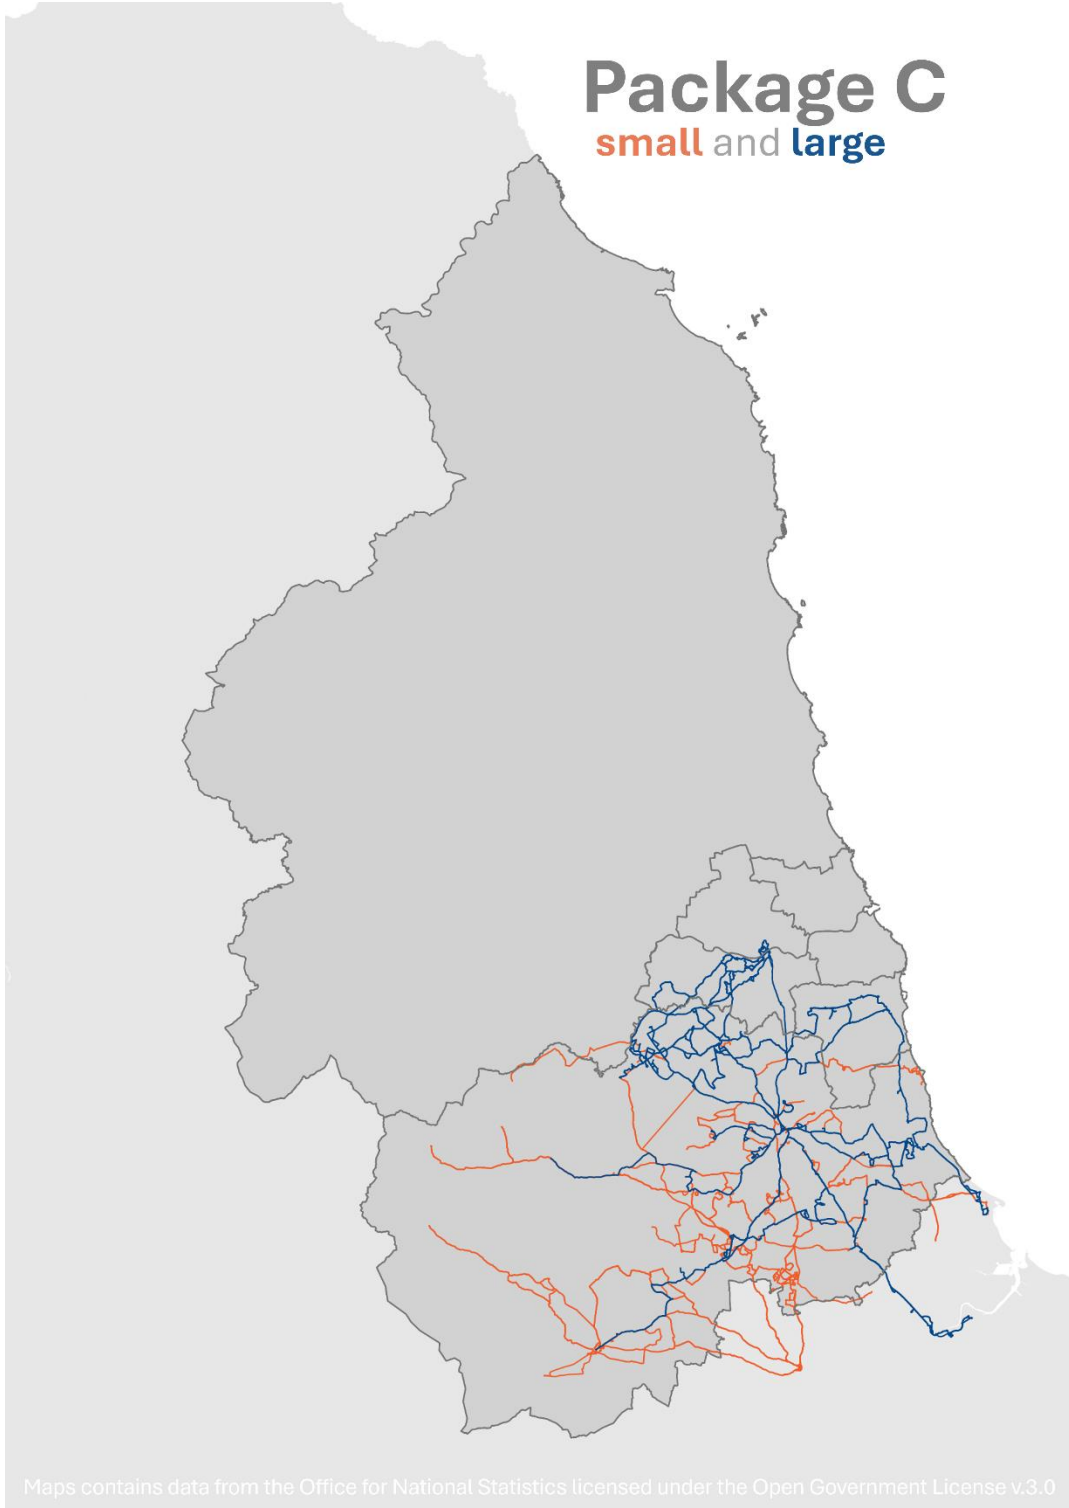 Package C
small and large
Maps contains data from the Office for National Statistics licensed under the Open Government License v.3.0